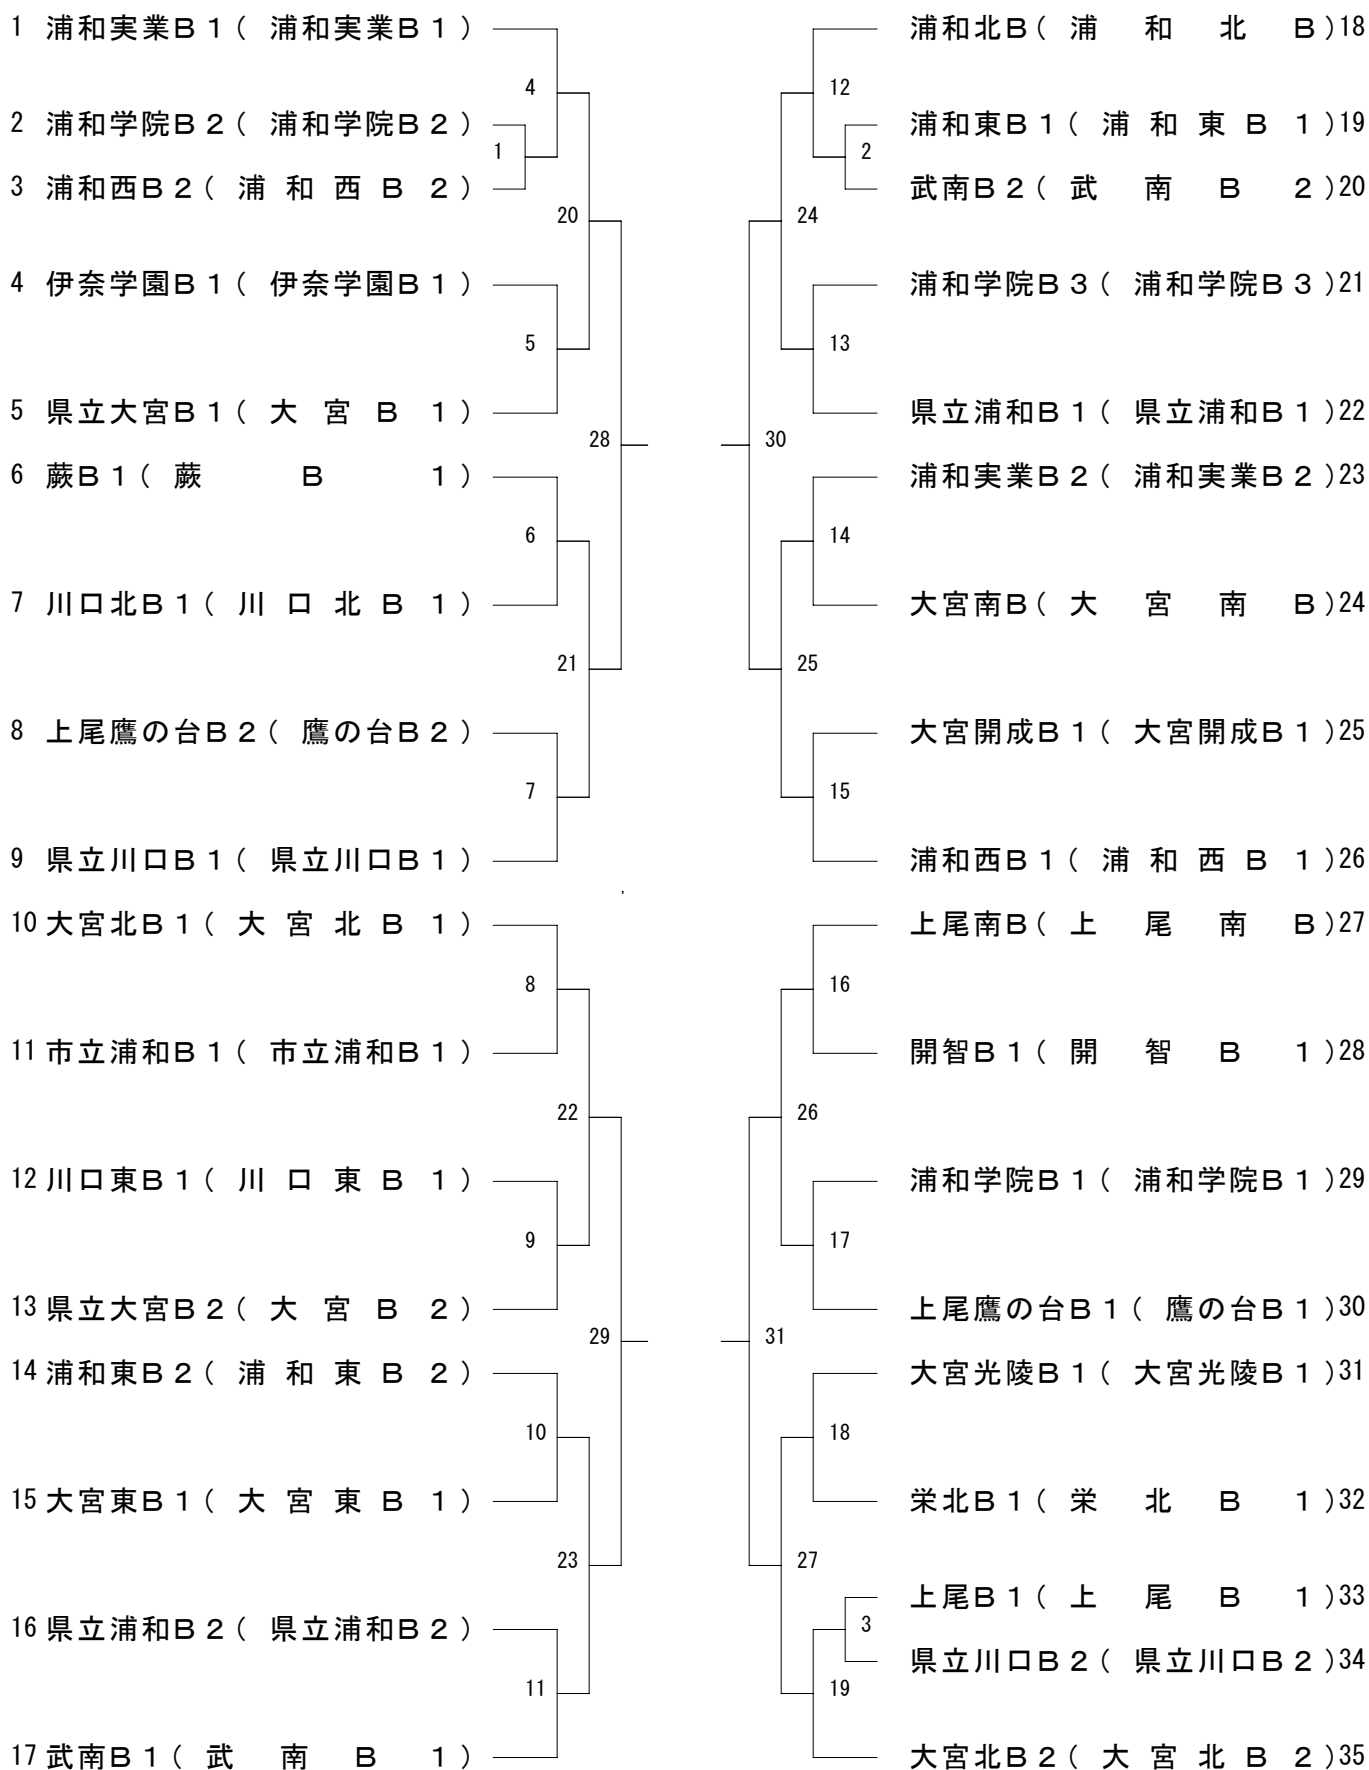 1 浦和実業B1( 浦和実業B1)
4
2 浦和学院B2( 浦和学院B2)
1
3 浦和西B2( 浦和西B2)
20
4 伊奈学園B1( 伊奈学園B1)
5
5 県立大宮B1( 大宮B1)
28
6 蕨B1( 蕨B1)
6
7 川口北B1( 川口北B1)
21
8 上尾鷹の台B2( 鷹の台B2)
7
9 県立川口B1( 県立川口B1)
10 大宮北B1( 大宮北B1)
8
11 市立浦和B1( 市立浦和B1)
22
12 川口東B1( 川口東B1)
9
13 県立大宮B2( 大宮B2)
29
14 浦和東B2( 浦和東B2)
10
15 大宮東B1( 大宮東B1)
23
16 県立浦和B2( 県立浦和B2)
11
17 武南B1( 武南B1)
浦和北B( 浦和北B)18
12
浦和東B1( 浦和東B1)19
2
武南B2( 武南B2)20
24
浦和学院B3( 浦和学院B3)21
13
県立浦和B1( 県立浦和B1)22
30
浦和実業B2( 浦和実業B2)23
14
大宮南B( 大宮南B)24
25
大宮開成B1( 大宮開成B1)25
15
浦和西B1( 浦和西B1)26
上尾南B( 上尾南B)27
16
開智B1( 開智B1)28
26
浦和学院B1( 浦和学院B1)29
17
上尾鷹の台B1( 鷹の台B1)30
31
大宮光陵B1( 大宮光陵B1)31
18
栄北B1( 栄北B1)32
27
上尾B1( 上尾B1)33
3
県立川口B2( 県立川口B2)34
19
大宮北B2( 大宮北B2)35